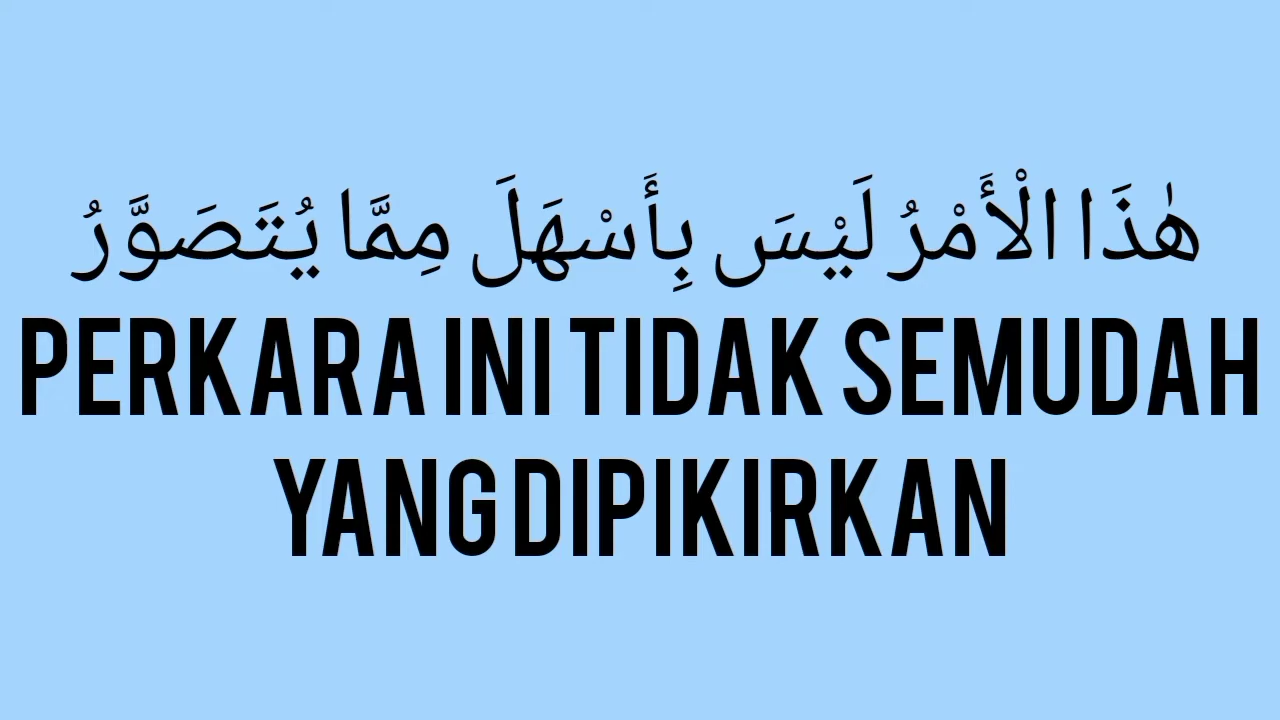 هٰذَا الْأَمْرُ لَيْسَ بِأَسْهَلَ مِمَّا يُتَصَوَّرُ
PERKARA INI TIDAK SEMUDAH
YANG DIPIKIRKAN